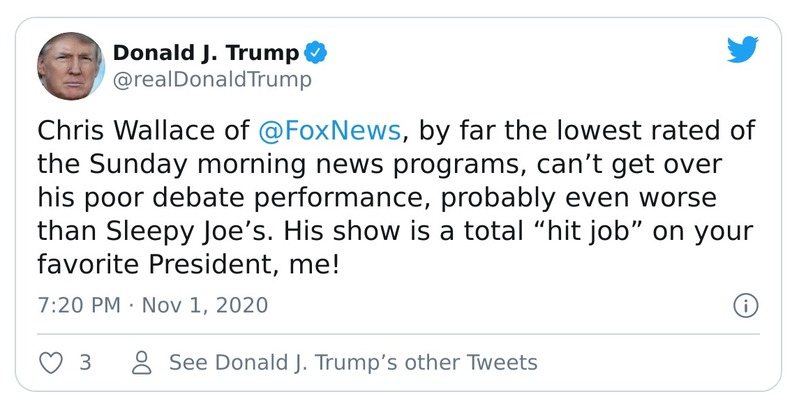 Donald J. Trump
@realDonaldTrump
Chris Wallace of @FoxNews, by far the lowest rated of
the Sunday morning news programs, can’t get over
his poor debate performance, probably even worse
than Sleepy Joe’s. His show is a total “hit job” on your
favorite President, me!
7:20 PM · Nov 1, 2020
3
See Donald J. Trump’s other Tweets